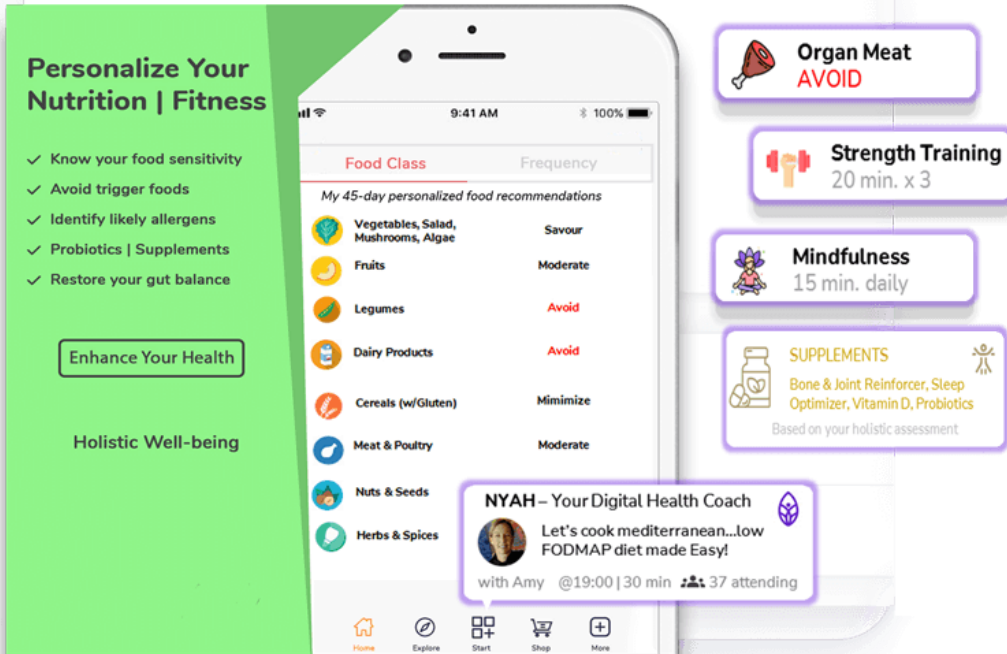 Personalize Your
Nutrition | Fitness
Know your food sensitivity
Avoid trigger foods
Identify likely allergens
Probiotics | Supplements
Restore your gut balance
Enhance Your Health
Holistic Well-being
9:41 AM
100%
Food Class Frequency
My 45-day personalized food recommendations
Vegetables, Salad,
Mushrooms, Algae
Savour
Fruits Moderate
Legumes Avoid
Dairy Products Avoid
Cereals (w/Gluten) Mimimize
Meat & Poultry Moderate
Nuts & Seeds
Herbs & Spices
NYAH – Your Digital Health Coach
Let's cook mediterranean...low
FODMAP diet made Easy!
with Amy @19:00 | 30 min 37 attending
Home Explore Start Shop More
Organ Meat
AVOID
Strength Training
20 min. x 3
Mindfulness
15 min. daily
SUPPLEMENTS
Bone & Joint Reinforcer, Sleep
Optimizer, Vitamin D, Probiotics
Based on your holistic assessment